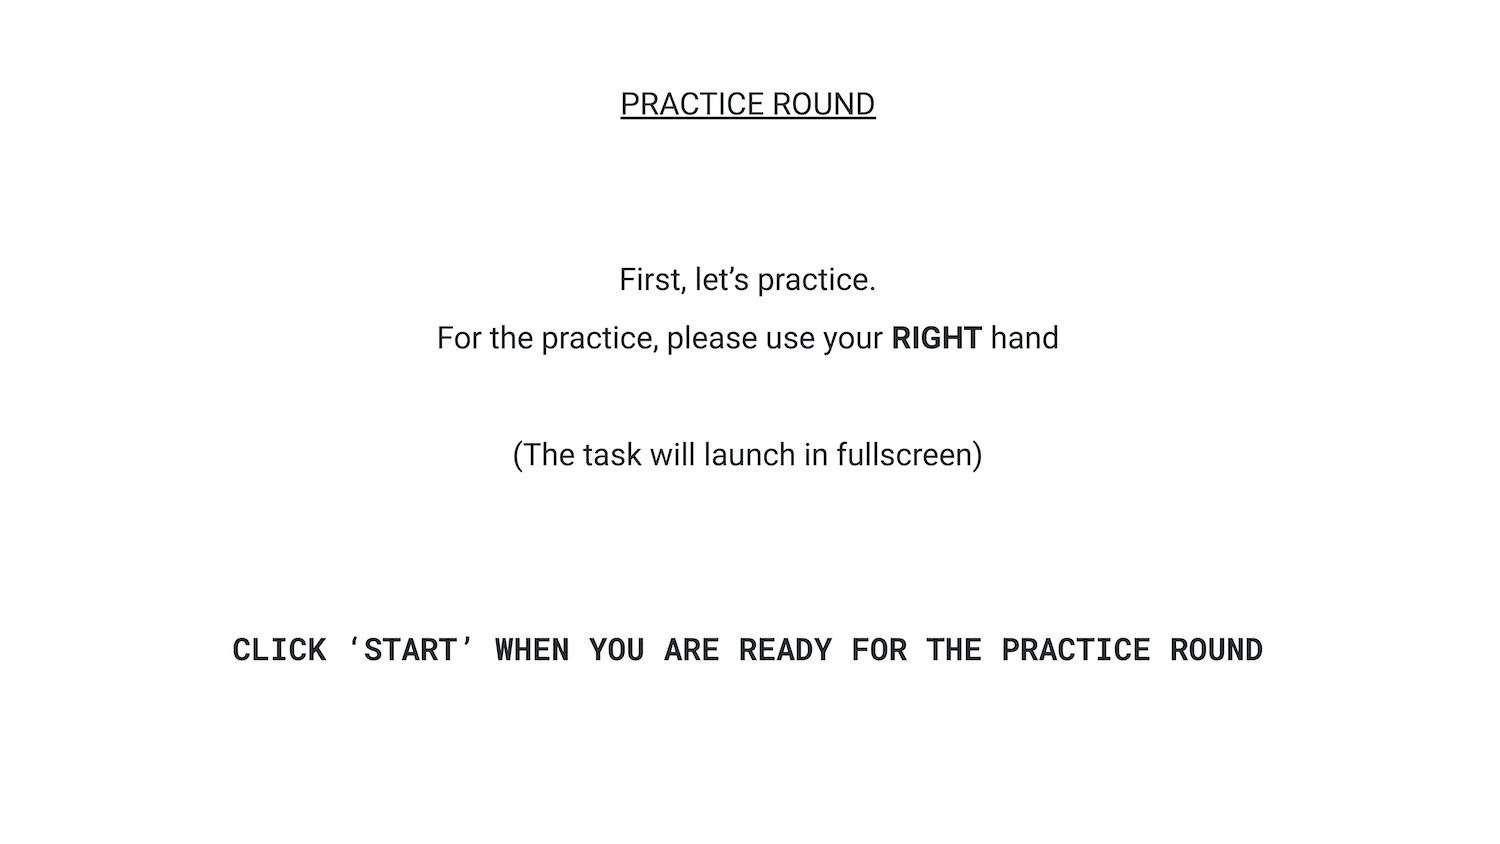 PRACTICE ROUND
First, let’s practice.
For the practice, please use your RIGHT hand
(The task will launch in fullscreen)
CLICK ‘START’ WHEN YOU ARE READY FOR THE PRACTICE ROUND